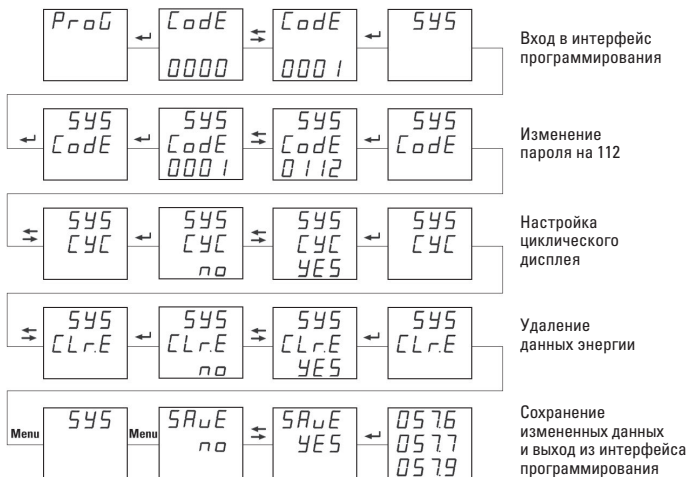 ProG CodE CodE SYS
0000 0001
Вход в интерфейс
программирования
SYS SYS SYS SYS
CodE CodE CodE CodE
0001 0112
Изменение
пароля на 112
SYS SYS SYS SYS
CYC CYC CYC CYC
no YES
Настройка
циклического
дисплея
SYS SYS SYS SYS
CLr.E CLr.E CLr.E CLr.E
no YES
Удаление
данных энергии
Menu SYS Menu SAuE SAuE 057.6
no YES 057.7
057.9
Сохранение
измененных данных
и выход из интерфейса
программирования